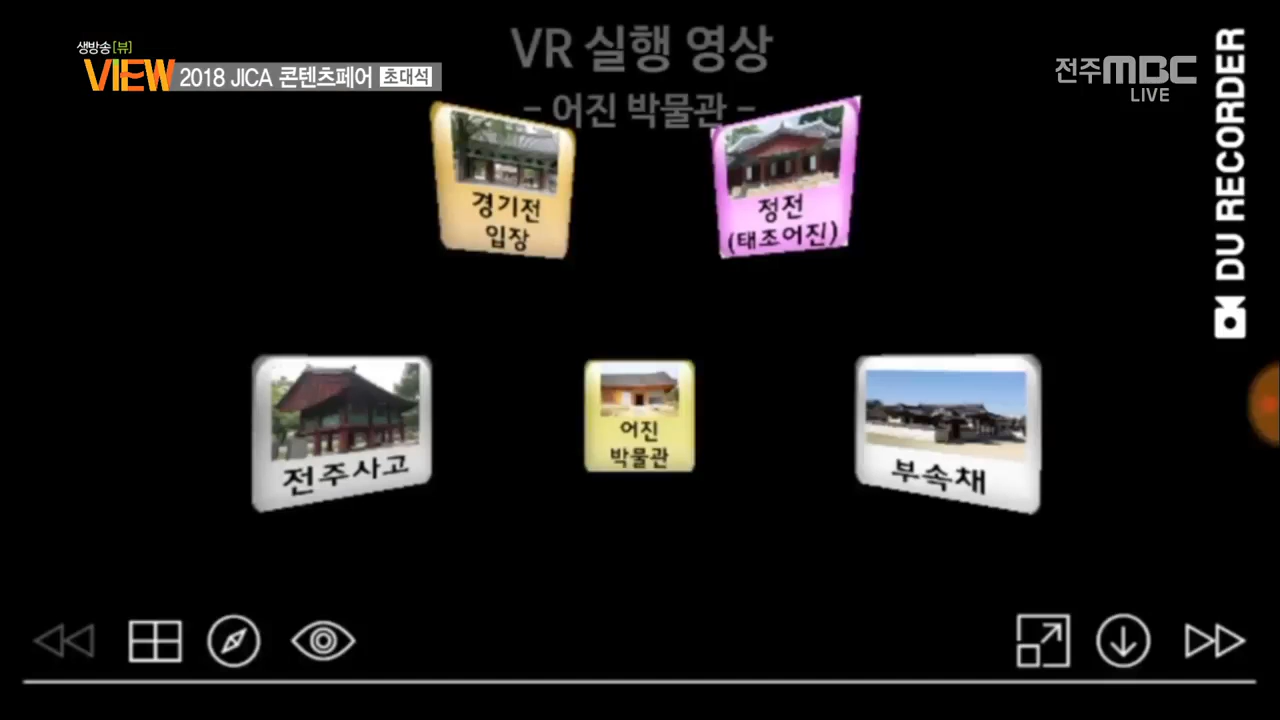 생방송[뷰]
VIEW 2018 JICA 콘텐츠페어 초대석
VR 실행 영상
- 어진 박물관 -
전주MBC
LIVE
DU RECORDER
경기전
입장
정전
(태조어진)
전주사고
어진
박물관
부속채